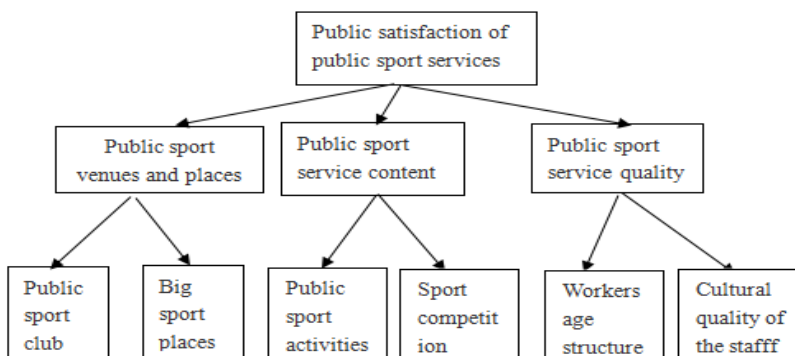 Public satisfaction of
public sport services
Public sport
venues and places
Public sport
service content
Public sport
service quality
Public
sport
club
Big
sport
places
Public
sport
activities
Sport
competit
ion
Workers
age
structure
Cultural
quality of
the stafff